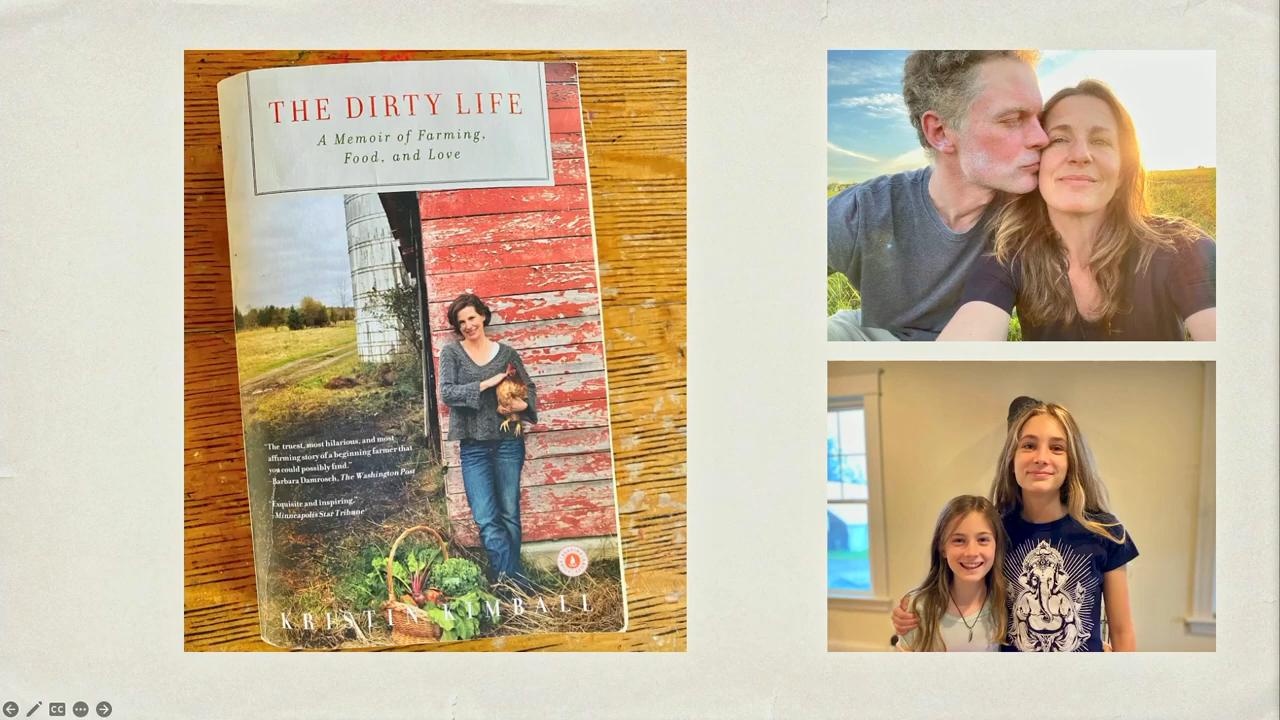 THE DIRTY LIFE
A Memoir of Farming,
Food, and Love
"The truest, most hilarious, and most
affirming story of a beginning farmer that
you could possibly find."
–Barbara Damrosch, The Washington Post
"Exquisite and inspiring."
–Minneapolis Star Tribune
KRISTIN KIMBALL
CC